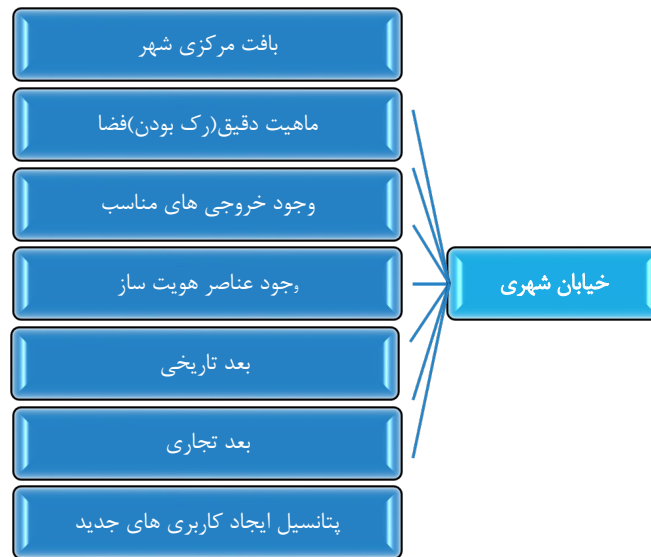 بافت مرکزی شهر
ماهیت دقیق(رک بودن)فضا
وجود خروجی های مناسب
وجود عناصر هویت ساز
خیابان شهری
بعد تاریخی
بعد تجاری
پتانسیل ایجاد کاربری های جدید